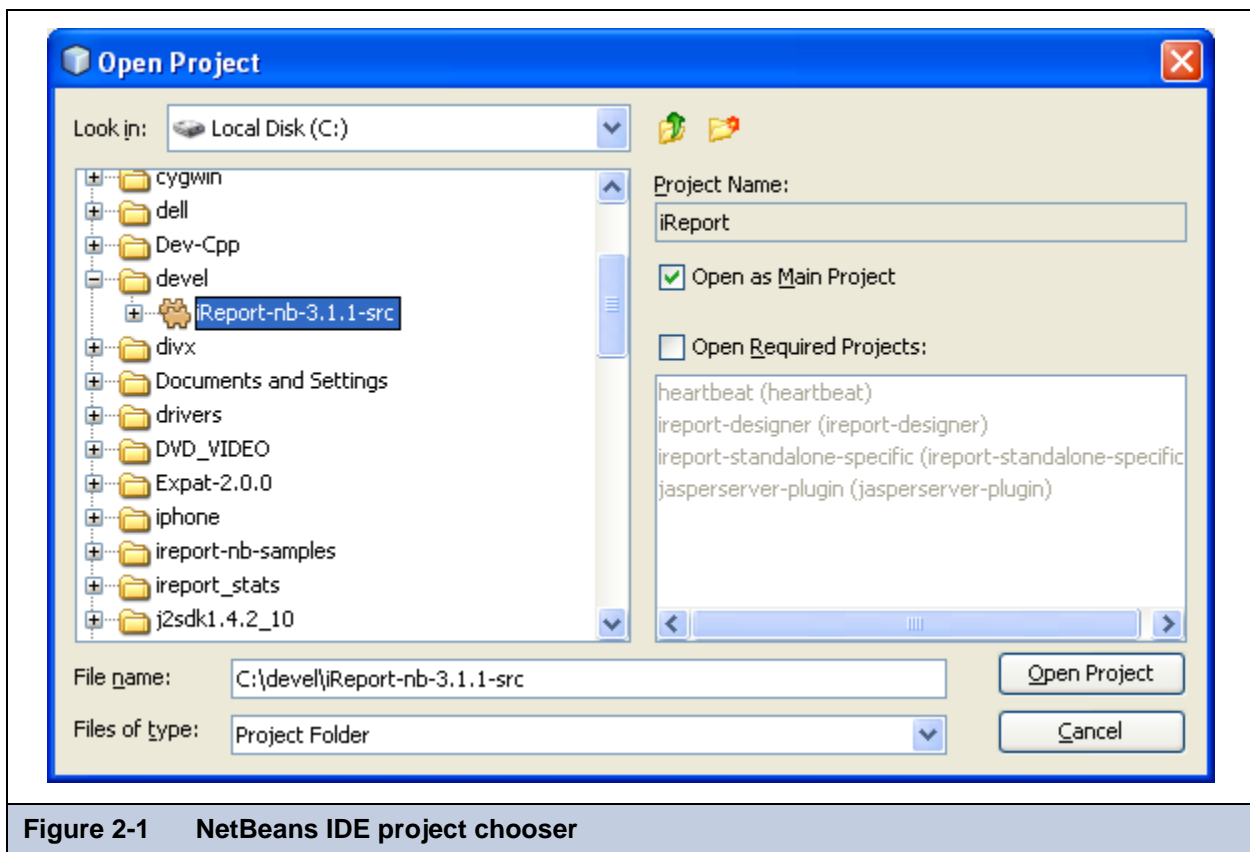 Open Project
Look in: Local Disk (C:)
cygwin
dell
Dev-Cpp
devel
iReport-nb-3.1.1-src
divx
Documents and Settings
drivers
DVD_VIDEO
Expat-2.0.0
iphone
ireport-nb-samples
ireport_stats
j2sdk1.4.2_10
Project Name:
iReport
Open as Main Project
Open Required Projects:
heartbeat (heartbeat)
ireport-designer (ireport-designer)
ireport-standalone-specific (ireport-standalone-specific
jasperserver-plugin (jasperserver-plugin)
File name: C:\devel\iReport-nb-3.1.1-src
Open Project
Files of type: Project Folder
Cancel
Figure 2-1 NetBeans IDE project chooser